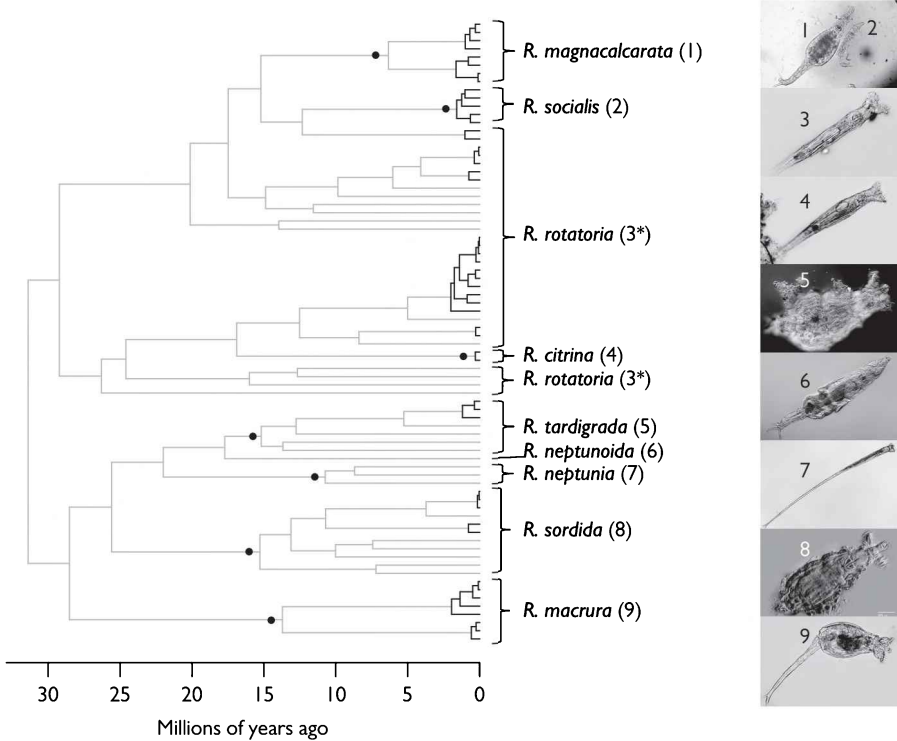 R. magnacalcarata (1)
R. socialis (2)
R. rotatoria (3*)
R. citrina (4)
R. rotatoria (3*)
R. tardigrada (5)
R. neptunoida (6)
R. neptunia (7)
R. sordida (8)
R. macrura (9)
30 25 20 15 10 5 0
Millions of years ago
1 2
3
4
5
6
7
8
9